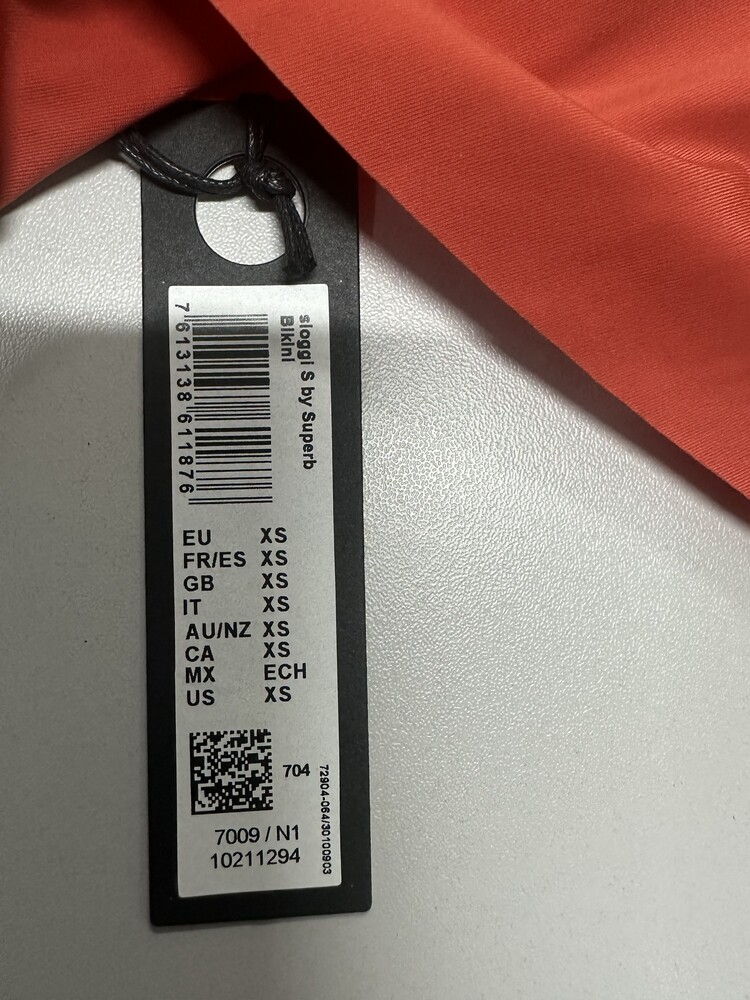 sloggi S by Superb
Bikini
7 613138 611876
EU XS
FR/ES XS
GB XS
IT XS
AU/NZ XS
CA XS
MX ECH
US XS
704
72904-064/30100903
7009 / N1
10211294